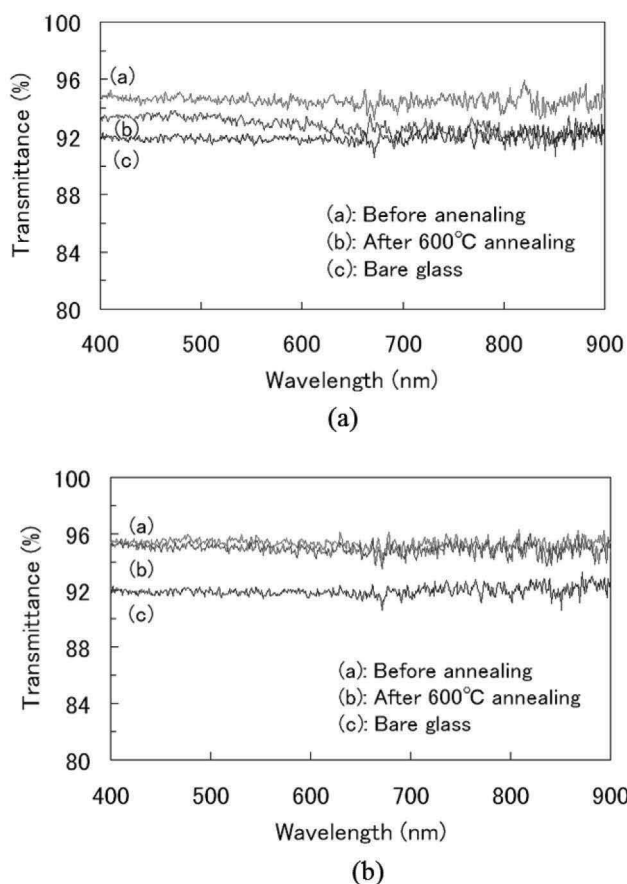 100
96
92
88
84
80
Transmittance (%)
(a)
(b)
(c)
(a): Before anenaling
(b): After 600℃ annealing
(c): Bare glass
400 500 600 700 800 900
Wavelength (nm)
(a)
100
96
92
88
84
80
Transmittance (%)
(a)
(b)
(c)
(a): Before annealing
(b): After 600℃ annealing
(c): Bare glass
400 500 600 700 800 900
Wavelength (nm)
(b)